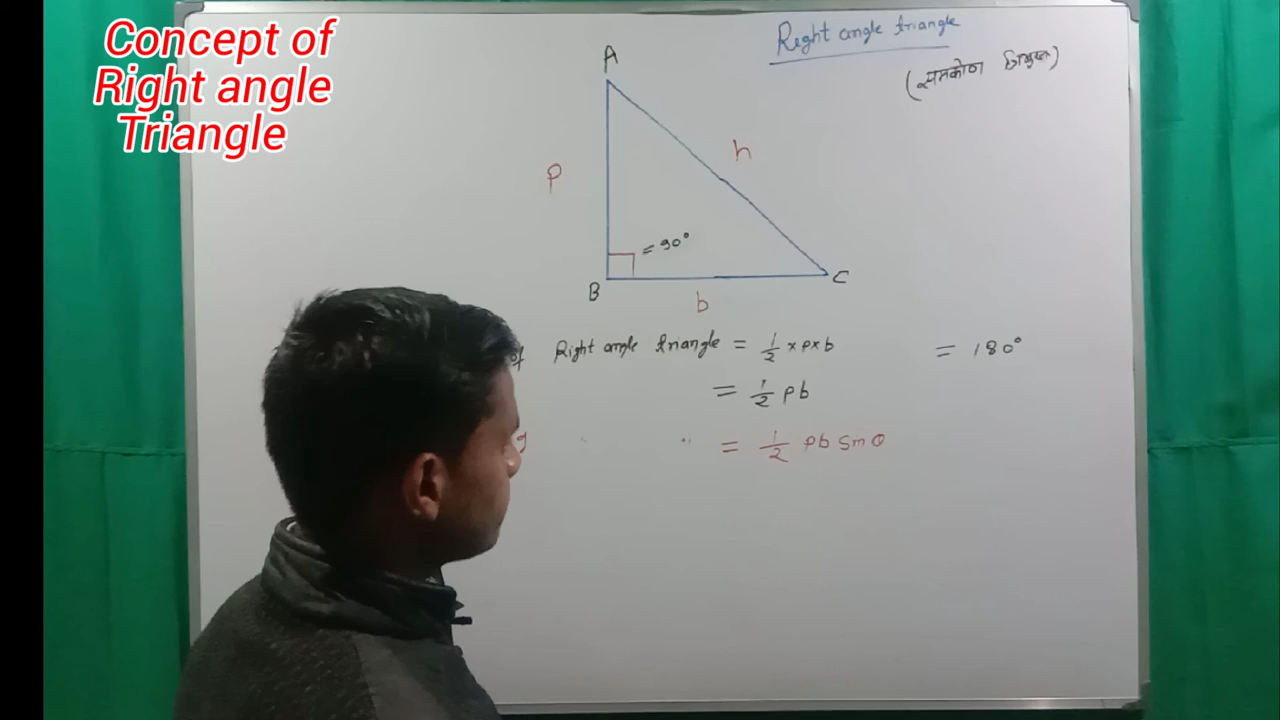 Concept of
Right angle
Triangle
Right angle triangle
(समकोण त्रिभुज)
A
h
P
= 90°
B
C
b
of Right angle triangle = 1/2 × P × b
= 180°
= 1/2 Pb
" = 1/2 Pb Sin θ